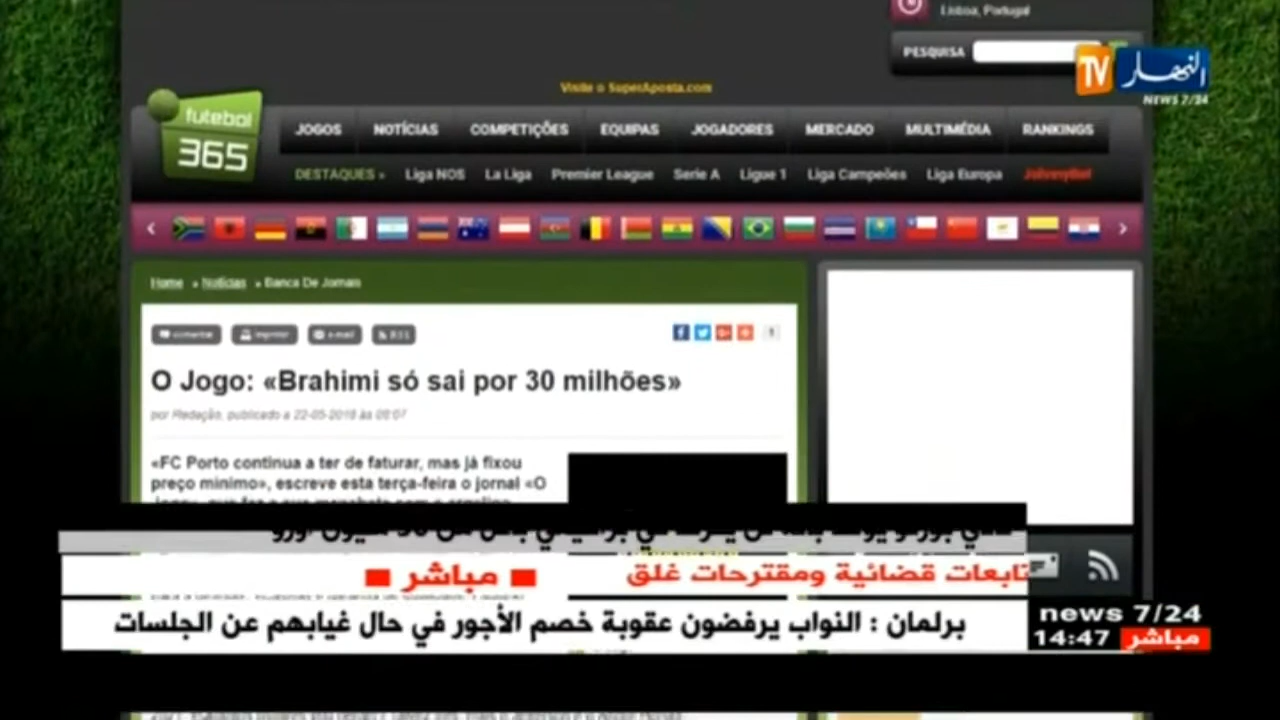 Lisboa, Portugal
PESQUISA
TV النهار
NEWS 7/24
Visite o SuperAposta.com
futebol
365
JOGOS NOTÍCIAS COMPETIÇÕES EQUIPAS JOGADORES MERCADO MULTIMÉDIA RANKINGS
DESTAQUES » Liga NOS La Liga Premier League Serie A Ligue 1 Liga Campeões Liga Europa
Home » Notícias » Banca De Jornais
comentar imprimir e-mail RSS
O Jogo: «Brahimi só sai por 30 milhões»
por Redação, publicado a 22-05-2018 às 08:07
«FC Porto continua a ter de faturar, mas já fixou
preço mínimo», escreve esta terça-feira o jornal «O
تابعات قضائية ومقترحات غلق ■ مباشر ■
برلمان : النواب يرفضون عقوبة خصم الأجور في حال غيابهم عن الجلسات
news 7/24
14:47 مباشر